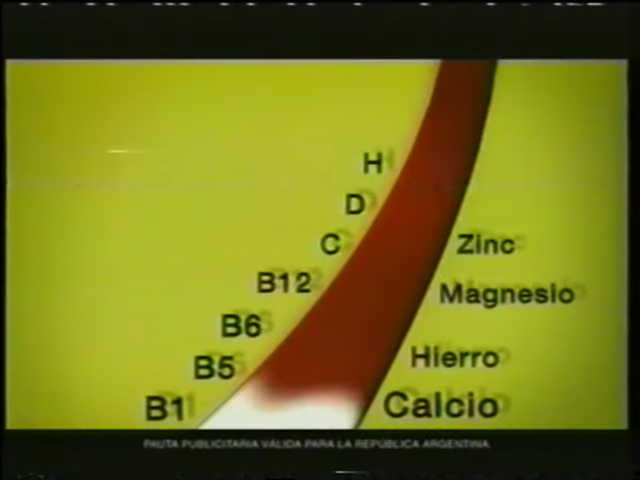 H
D
C
Zinc
B12
Magnesio
B6
Hierro
B5
B1
Calcio
PAUTA PUBLICITARIA VÁLIDA PARA LA REPÚBLICA ARGENTINA.